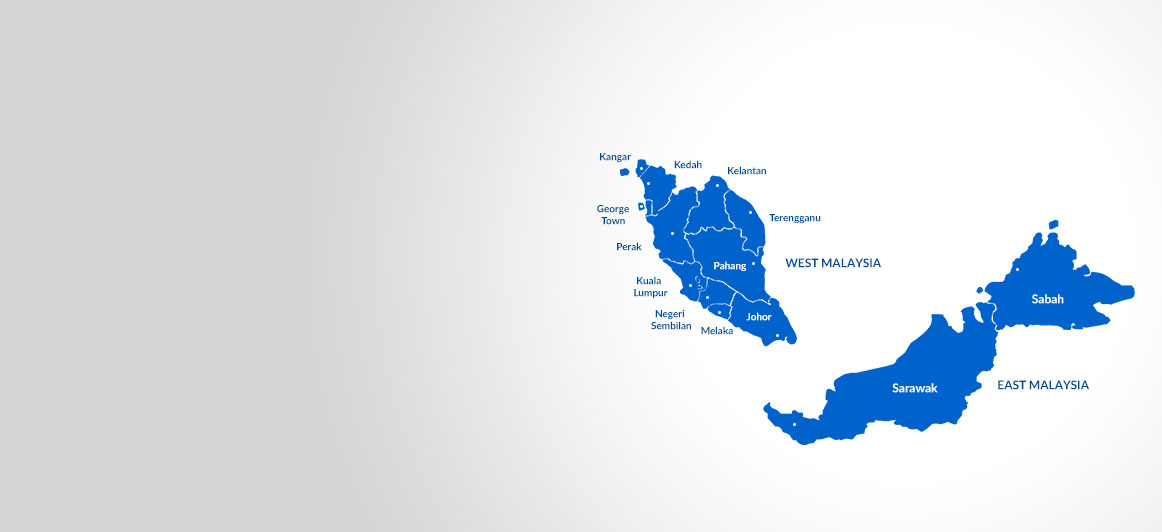 Kangar
Kedah
Kelantan
George
Town
Terengganu
Perak
Pahang
WEST MALAYSIA
Kuala
Lumpur
Negeri
Sembilan
Melaka
Johor
Sabah
Sarawak
EAST MALAYSIA